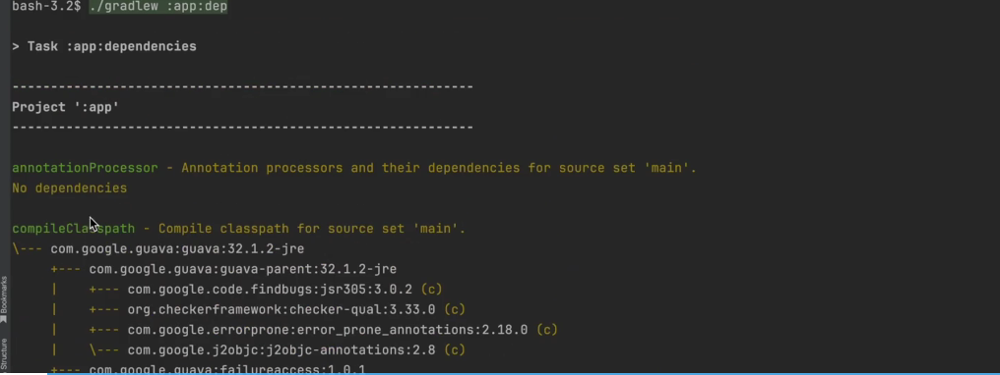 bash-3.2$ ./gradlew :app:dep
> Task :app:dependencies
------------------------------------------------------------
Project ':app'
------------------------------------------------------------
annotationProcessor - Annotation processors and their dependencies for source set 'main'.
No dependencies
compileClasspath - Compile classpath for source set 'main'.
\--- com.google.guava:guava:32.1.2-jre
     +--- com.google.guava:guava-parent:32.1.2-jre
     |    +--- com.google.code.findbugs:jsr305:3.0.2 (c)
     |    +--- org.checkerframework:checker-qual:3.33.0 (c)
     |    +--- com.google.errorprone:error_prone_annotations:2.18.0 (c)
     |    \--- com.google.j2objc:j2objc-annotations:2.8 (c)
     +--- com.google.guava:failureaccess:1.0.1
Bookmarks
Structure